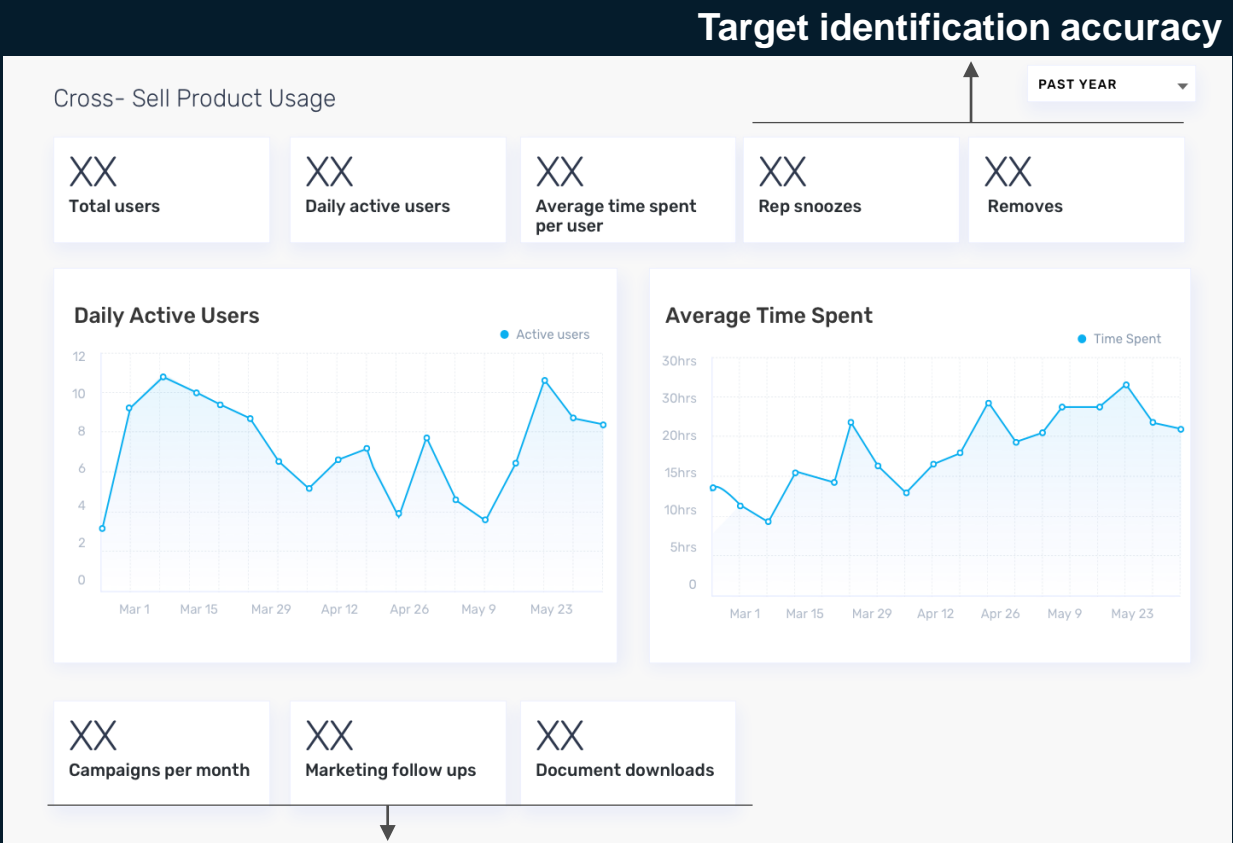 Target identification accuracy
Cross- Sell Product Usage
PAST YEAR
XX
Total users
XX
Daily active users
XX
Average time spent
per user
XX
Rep snoozes
XX
Removes
Daily Active Users
Active users
12
10
8
6
4
2
0
Mar 1 Mar 15 Mar 29 Apr 12 Apr 26 May 9 May 23
Average Time Spent
Time Spent
30hrs
30hrs
20hrs
15hrs
10hrs
5hrs
0
Mar 1 Mar 15 Mar 29 Apr 12 Apr 26 May 9 May 23
XX
Campaigns per month
XX
Marketing follow ups
XX
Document downloads